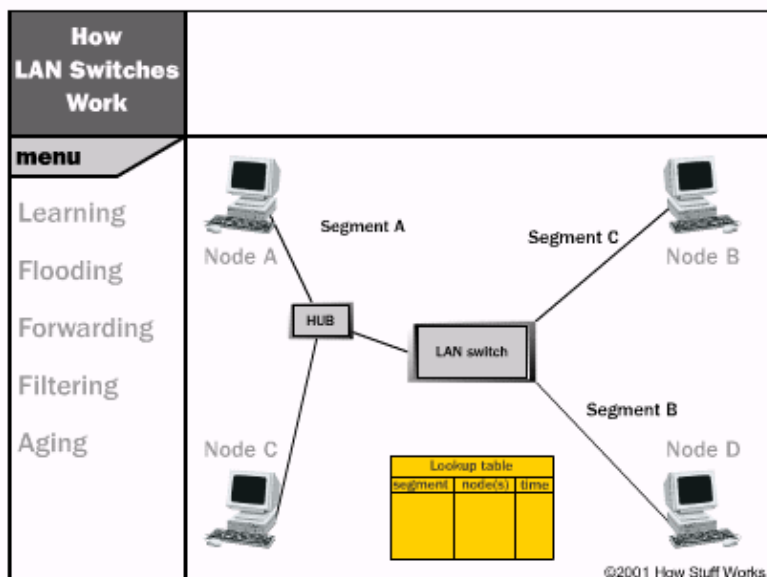 How
LAN Switches
Work
menu
Learning
Flooding
Forwarding
Filtering
Aging
Node A
Segment A
Segment C
Node B
HUB
LAN switch
Segment B
Node C
Node D
Lookup table
segment node(s) time
©2001 How Stuff Works